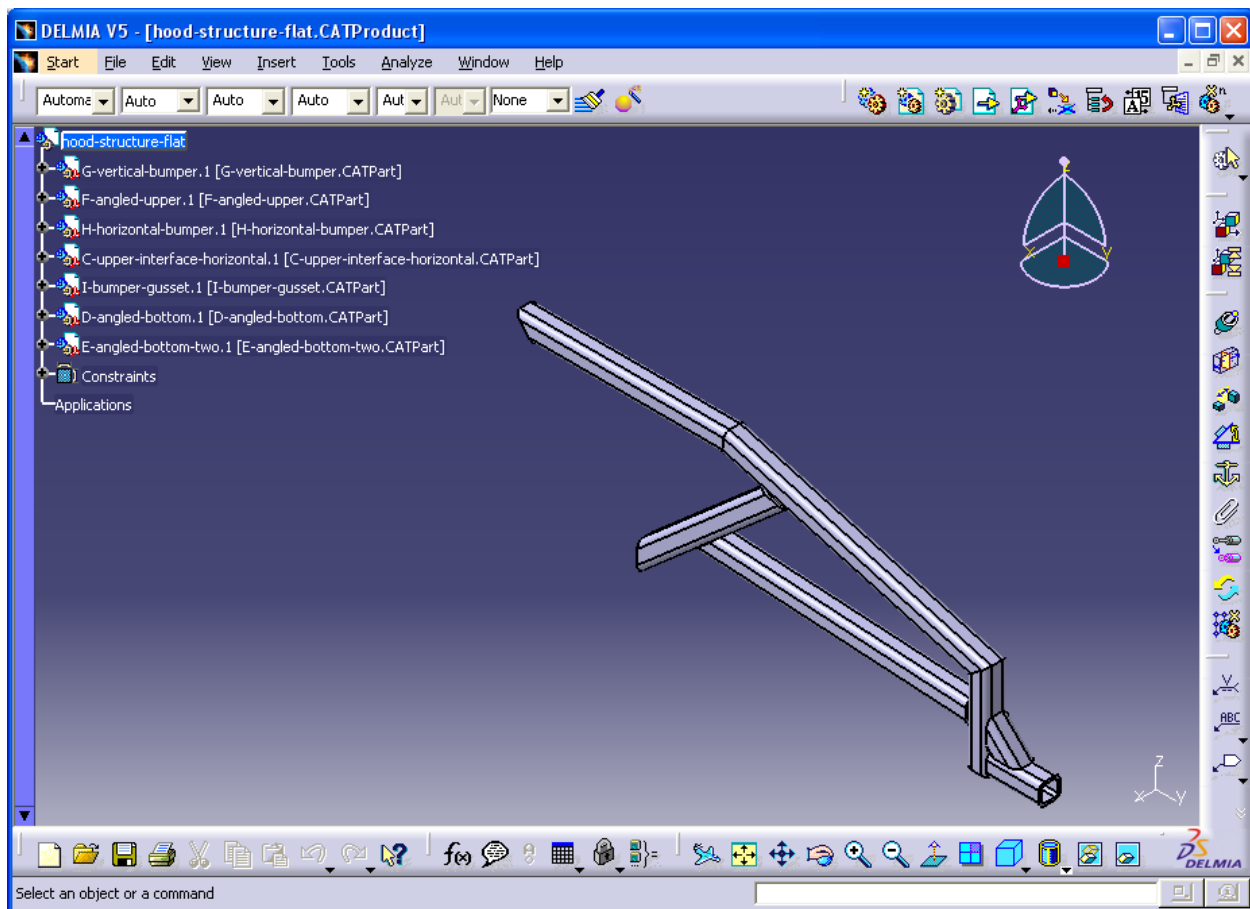 DELMIA V5 - [hood-structure-flat.CATProduct]
Start File Edit View Insert Tools Analyze Window Help
Automa Auto Auto Auto Aut Aut None
hood-structure-flat
G-vertical-bumper.1 [G-vertical-bumper.CATPart]
F-angled-upper.1 [F-angled-upper.CATPart]
H-horizontal-bumper.1 [H-horizontal-bumper.CATPart]
C-upper-interface-horizontal.1 [C-upper-interface-horizontal.CATPart]
I-bumper-gusset.1 [I-bumper-gusset.CATPart]
D-angled-bottom.1 [D-angled-bottom.CATPart]
E-angled-bottom-two.1 [E-angled-bottom-two.CATPart]
Constraints
Applications
z
x y
ABC
z
x y
f(x)
DS
DELMIA
Select an object or a command